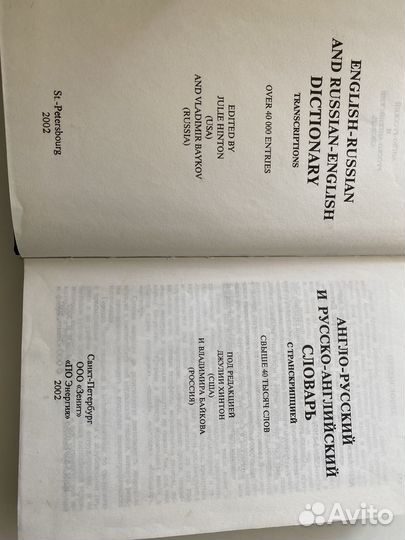 ENGLISH-RUSSIAN
AND RUSSIAN-ENGLISH
DICTIONARY
TRANSCRIPTIONS
OVER 40 000 ENTRIES
EDITED BY
JULIE HINTON
(USA)
AND VLADIMIR BAYKOV
(RUSSIA)
St.-Petersbourg
2002
АНГЛО-РУССКИЙ
И РУССКО-АНГЛИЙСКИЙ
СЛОВАРЬ
С ТРАНСКРИПЦИЕЙ
СВЫШЕ 40 ТЫСЯЧ СЛОВ
ПОД РЕДАКЦИЕЙ
ДЖУЛИИ ХИНТОН
(США)
И ВЛАДИМИРА БАЙКОВА
(РОССИЯ)
Санкт-Петербург
ООО «Зенит»
«ПО Энергия»
2002
Avito